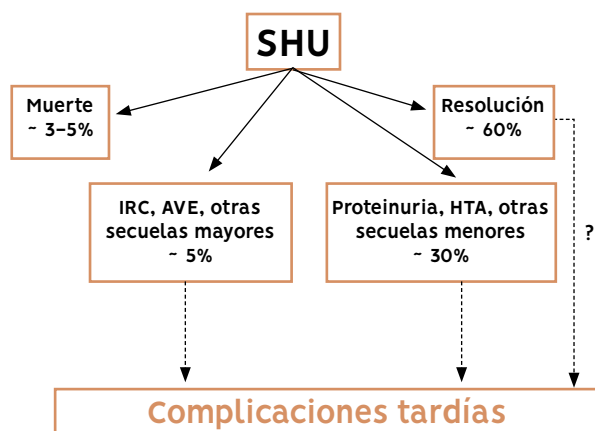 SHU
Muerte
~ 3–5%
Resolución
~ 60%
IRC, AVE, otras
secuelas mayores
~ 5%
Proteinuria, HTA, otras
secuelas menores
~ 30%
?
Complicaciones tardías